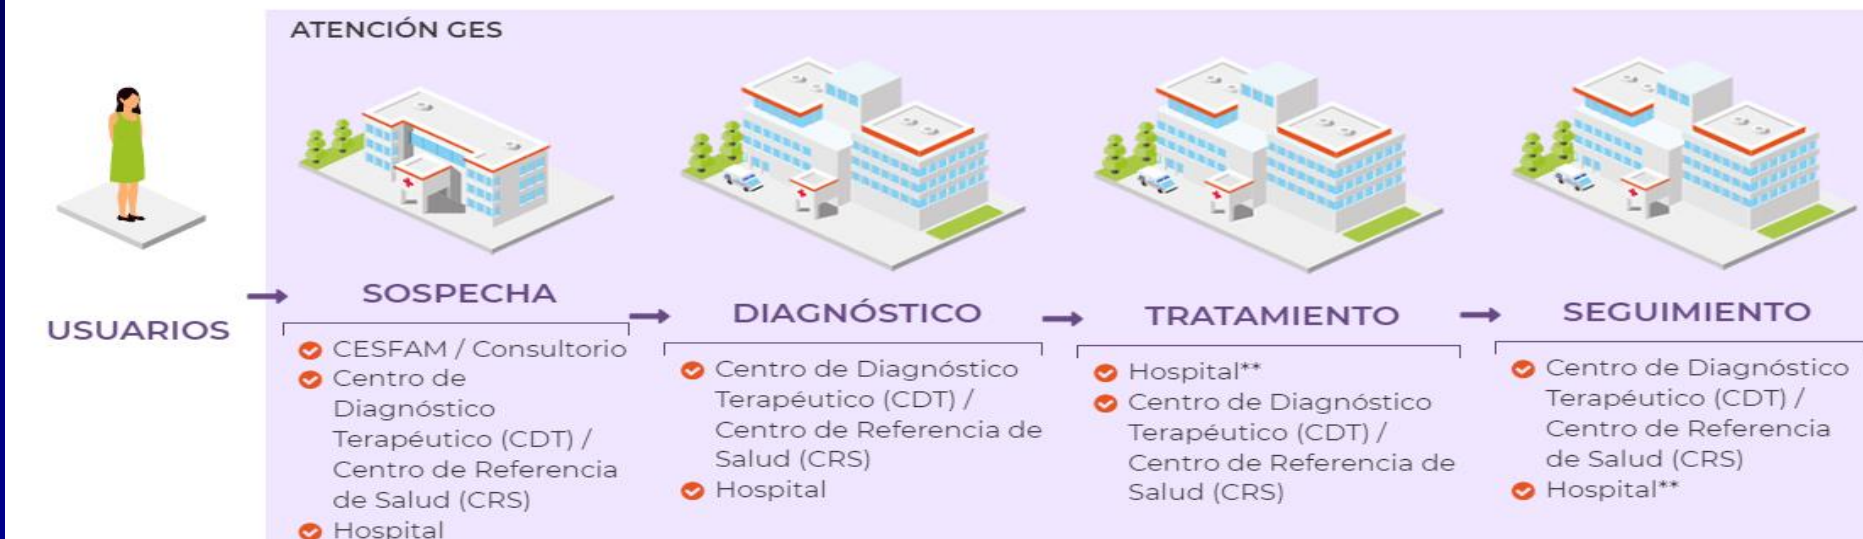 ATENCIÓN GES
USUARIOS
SOSPECHA
CESFAM / Consultorio
Centro de
Diagnóstico
Terapéutico (CDT) /
Centro de Referencia
de Salud (CRS)
Hospital
DIAGNÓSTICO
Centro de Diagnóstico
Terapéutico (CDT) /
Centro de Referencia de
Salud (CRS)
Hospital
TRATAMIENTO
Hospital**
Centro de Diagnóstico
Terapéutico (CDT) /
Centro de Referencia de
Salud (CRS)
SEGUIMIENTO
Centro de Diagnóstico
Terapéutico (CDT) /
Centro de Referencia
de Salud (CRS)
Hospital**